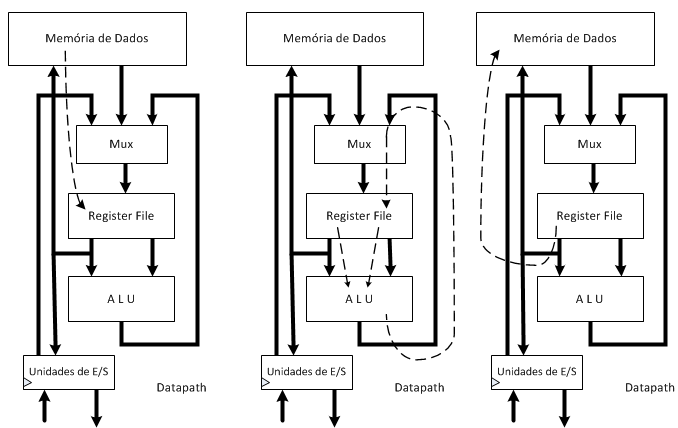 Memória de Dados
Mux
Register File
A L U
Unidades de E/S
Datapath
Memória de Dados
Mux
Register File
A L U
Unidades de E/S
Datapath
Memória de Dados
Mux
Register File
A L U
Unidades de E/S
Datapath